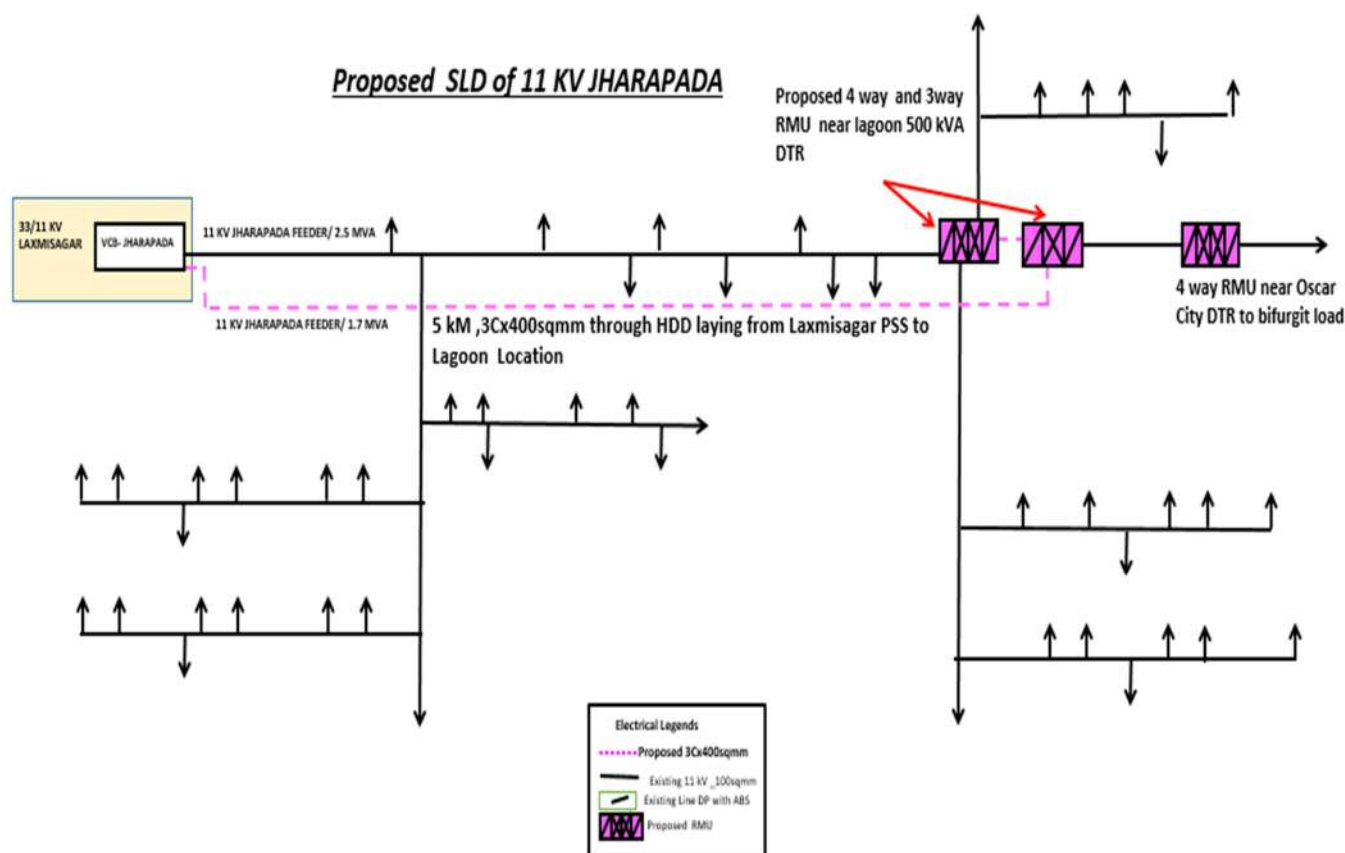 Proposed SLD of 11 KV JHARAPADA
Proposed 4 way and 3way
RMU near lagoon 500 kVA
DTR
33/11 KV
LAXMISAGAR
VCB- JHARAPADA
11 KV JHARAPADA FEEDER/ 2.5 MVA
11 KV JHARAPADA FEEDER/ 1.7 MVA
5 kM ,3Cx400sqmm through HDD laying from Laxmisagar PSS to
Lagoon Location
4 way RMU near Oscar
City DTR to bifurgit load
Electrical Legends
Proposed 3Cx400sqmm
Existing 11 kV _100sqmm
Existing Line DP with ABS
Proposed RMU